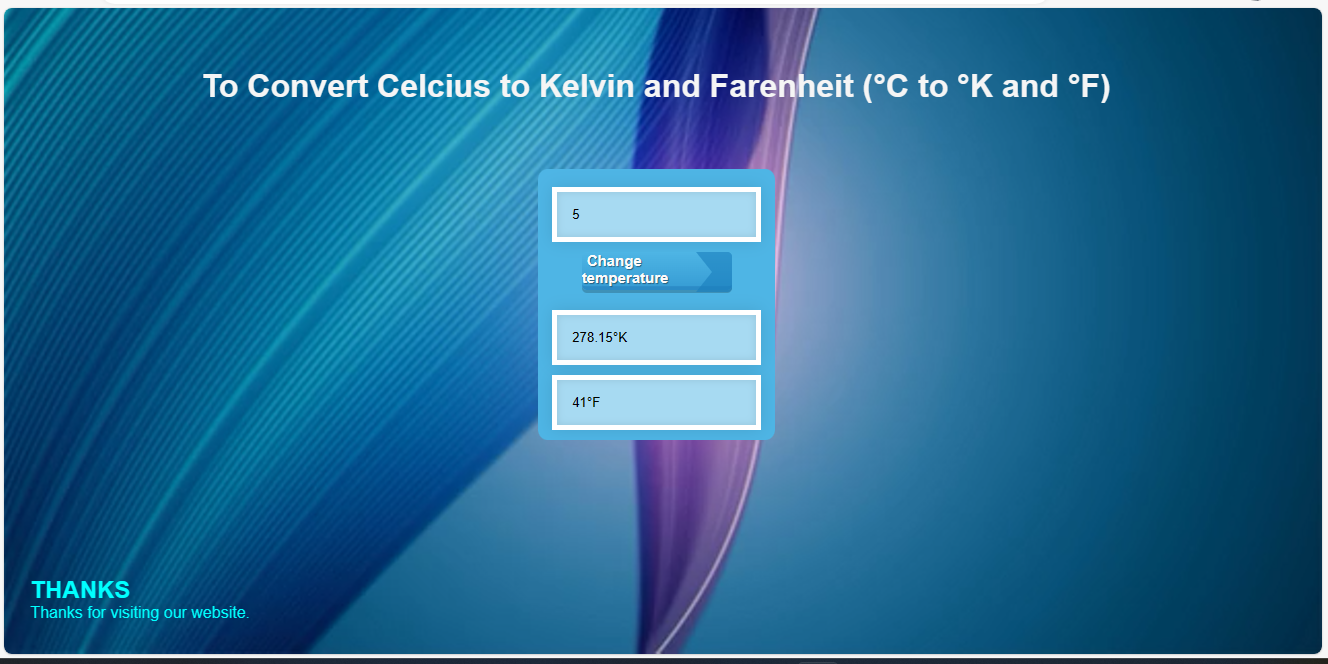 To Convert Celcius to Kelvin and Farenheit (°C to °K and °F)
5
Change
temperature
278.15°K
41°F
THANKS
Thanks for visiting our website.